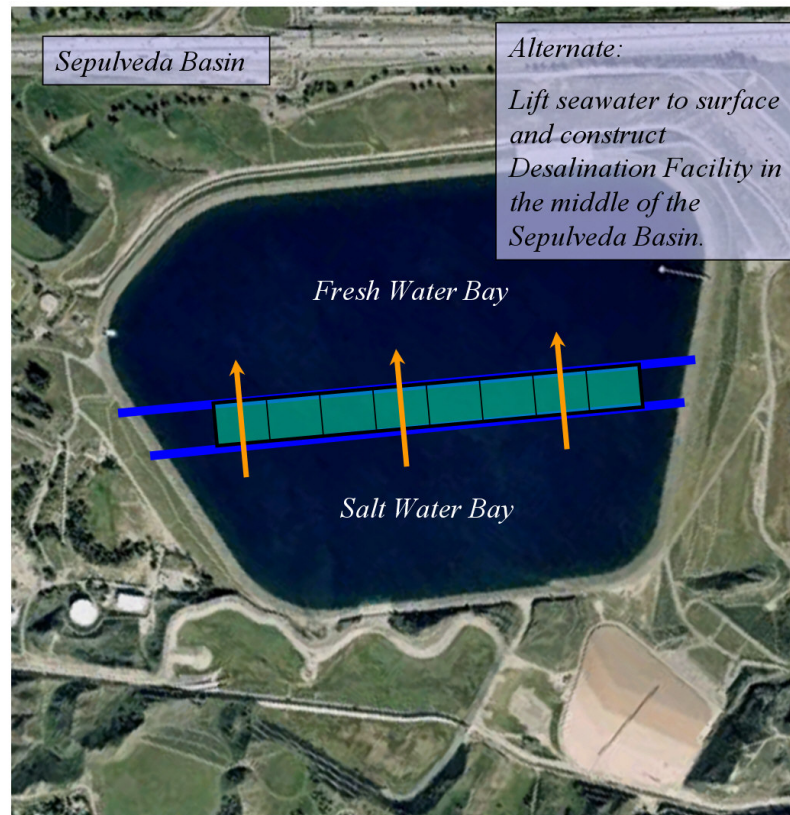 Sepulveda Basin
Alternate:
Lift seawater to surface
and construct
Desalination Facility in
the middle of the
Sepulveda Basin.
Fresh Water Bay
Salt Water Bay